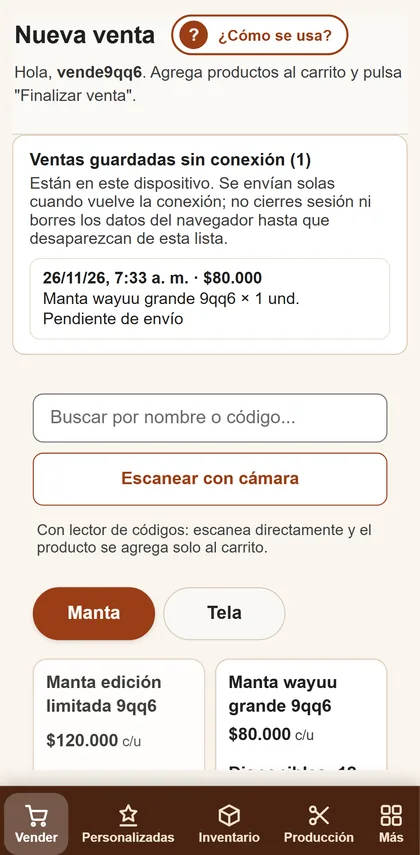 Nueva venta
? ¿Cómo se usa?
Hola, vende9qq6. Agrega productos al carrito y pulsa
"Finalizar venta".
Ventas guardadas sin conexión (1)
Están en este dispositivo. Se envían solas
cuando vuelve la conexión; no cierres sesión ni
borres los datos del navegador hasta que
desaparezcan de esta lista.
26/11/26, 7:33 a. m. · $80.000
Manta wayuu grande 9qq6 × 1 und.
Pendiente de envío
Buscar por nombre o código...
Escanear con cámara
Con lector de códigos: escanea directamente y el
producto se agrega solo al carrito.
Manta
Tela
Manta edición
limitada 9qq6
$120.000 c/u
Manta wayuu
grande 9qq6
$80.000 c/u
Vender
Personalizadas
Inventario
Producción
Más